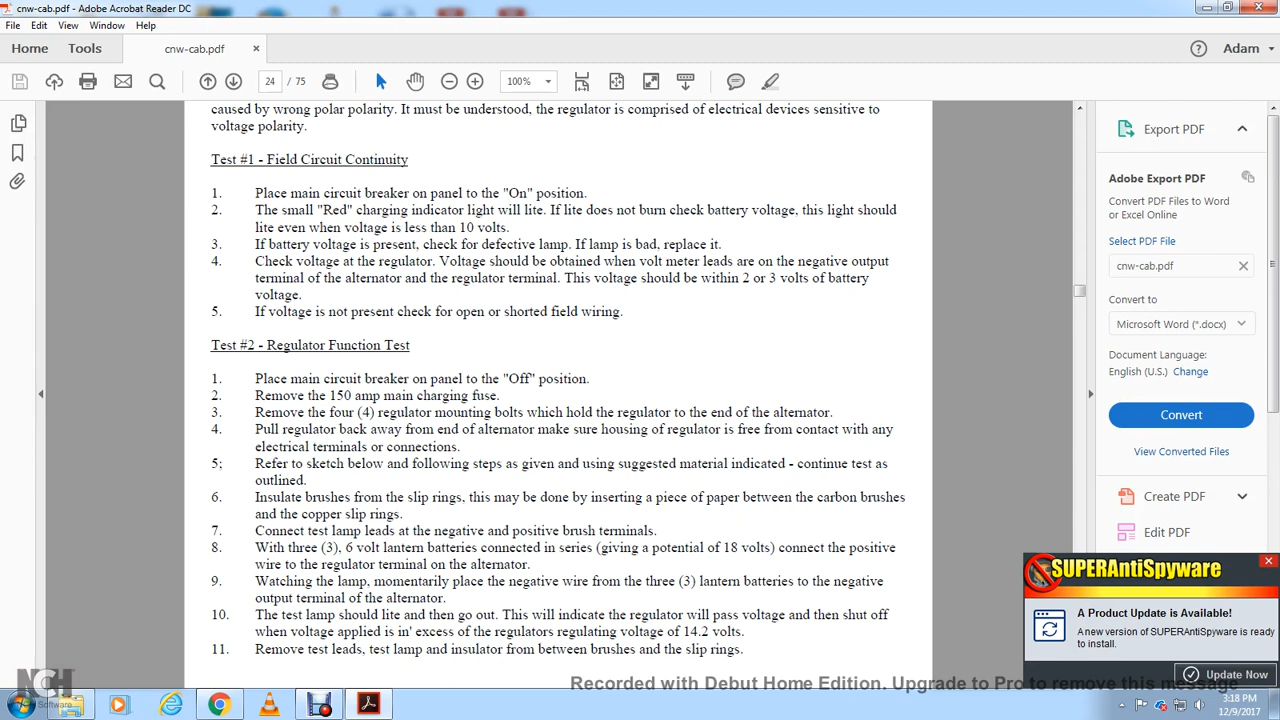 cnw-cab.pdf - Adobe Acrobat Reader DC
File Edit View Window Help
Home Tools cnw-cab.pdf × Adam
24 / 75 100%
caused by wrong polar polarity. It must be understood, the regulator is comprised of electrical devices sensitive to
voltage polarity.
Test #1 - Field Circuit Continuity
1. Place main circuit breaker on panel to the "On" position.
2. The small "Red" charging indicator light will lite. If lite does not burn check battery voltage, this light should
lite even when voltage is less than 10 volts.
3. If battery voltage is present, check for defective lamp. If lamp is bad, replace it.
4. Check voltage at the regulator. Voltage should be obtained when volt meter leads are on the negative output
terminal of the alternator and the regulator terminal. This voltage should be within 2 or 3 volts of battery
voltage.
5. If voltage is not present check for open or shorted field wiring.
Test #2 - Regulator Function Test
1. Place main circuit breaker on panel to the "Off" position.
2. Remove the 150 amp main charging fuse.
3. Remove the four (4) regulator mounting bolts which hold the regulator to the end of the alternator.
4. Pull regulator back away from end of alternator make sure housing of regulator is free from contact with any
electrical terminals or connections.
5; Refer to sketch below and following steps as given and using suggested material indicated - continue test as
outlined.
6. Insulate brushes from the slip rings, this may be done by inserting a piece of paper between the carbon brushes
and the copper slip rings.
7. Connect test lamp leads at the negative and positive brush terminals.
8. With three (3), 6 volt lantern batteries connected in series (giving a potential of 18 volts) connect the positive
wire to the regulator terminal on the alternator.
9. Watching the lamp, momentarily place the negative wire from the three (3) lantern batteries to the negative
output terminal of the alternator.
10. The test lamp should lite and then go out. This will indicate the regulator will pass voltage and then shut off
when voltage applied is in' excess of the regulators regulating voltage of 14.2 volts.
11. Remove test leads, test lamp and insulator from between brushes and the slip rings.
Export PDF
Adobe Export PDF
Convert PDF Files to Word
or Excel Online
Select PDF File
cnw-cab.pdf
Convert to
Microsoft Word (*.docx)
Document Language:
English (U.S.) Change
Convert
View Converted Files
Create PDF
Edit PDF
SUPERAntiSpyware
A Product Update is Available!
A new version of SUPERAntiSpyware is ready
to install.
Update Now
NCH
Software
Recorded with Debut Home Edition. Upgrade to Pro to remove this message
3:18 PM
12/9/2017